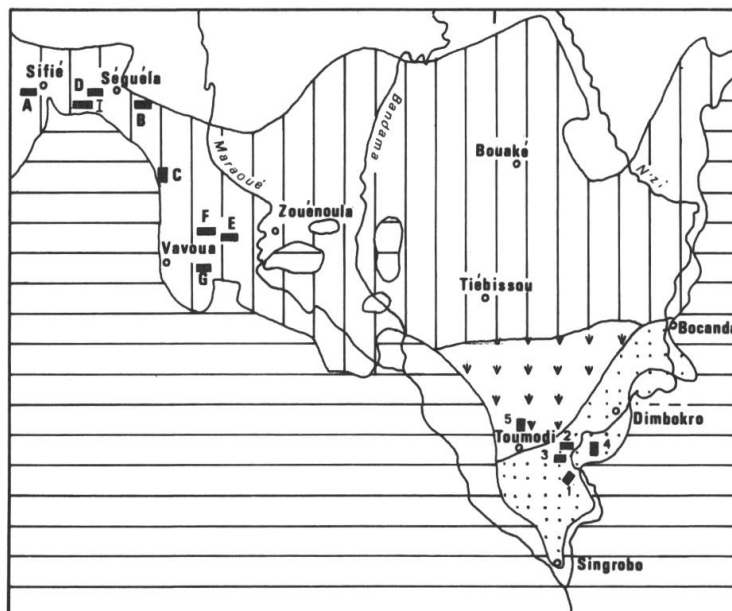 Sifié
D
Séguéla
A
I
B
Bandama
Bouaké
Maraoué
N'zi
C
F
E
Zouénoula
Vavoua
G
Tiébissou
Bocanda
5
Dimbokro
Toumodi
2
3
4
1
Singrobo